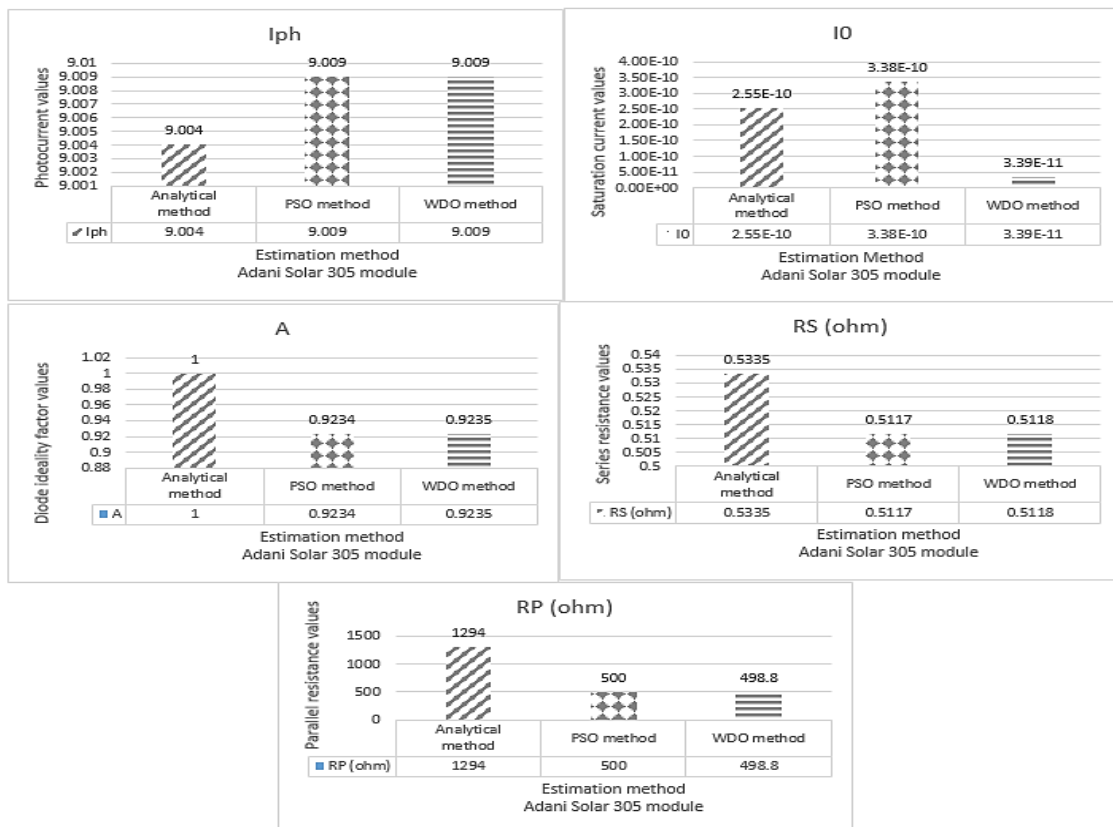 Iph
Photocurrent values
9.01
9.009
9.008
9.007
9.006
9.005
9.004
9.003
9.002
9.001
9.004
9.009
9.009
Analytical method
PSO method
WDO method
Iph
9.004
9.009
9.009
Estimation method
Adani Solar 305 module
I0
Saturation current values
4.00E-10
3.50E-10
3.00E-10
2.50E-10
2.00E-10
1.50E-10
1.00E-10
5.00E-11
0.00E+00
2.55E-10
3.38E-10
3.39E-11
Analytical method
PSO method
WDO method
I0
2.55E-10
3.38E-10
3.39E-11
Estimation Method
Adani Solar 305 module
A
Diode ideality factor values
1.02
1
0.98
0.96
0.94
0.92
0.9
0.88
1
0.9234
0.9235
Analytical method
PSO method
WDO method
A
1
0.9234
0.9235
Estimation method
Adani Solar 305 module
RS (ohm)
Series resistance values
0.54
0.535
0.53
0.525
0.52
0.515
0.51
0.505
0.5
0.5335
0.5117
0.5118
Analytical method
PSO method
WDO method
RS (ohm)
0.5335
0.5117
0.5118
Estimation method
Adani Solar 305 module
RP (ohm)
Parallel resistance values
1500
1000
500
0
1294
500
498.8
Analytical method
PSO method
WDO method
RP (ohm)
1294
500
498.8
Estimation method
Adani Solar 305 module